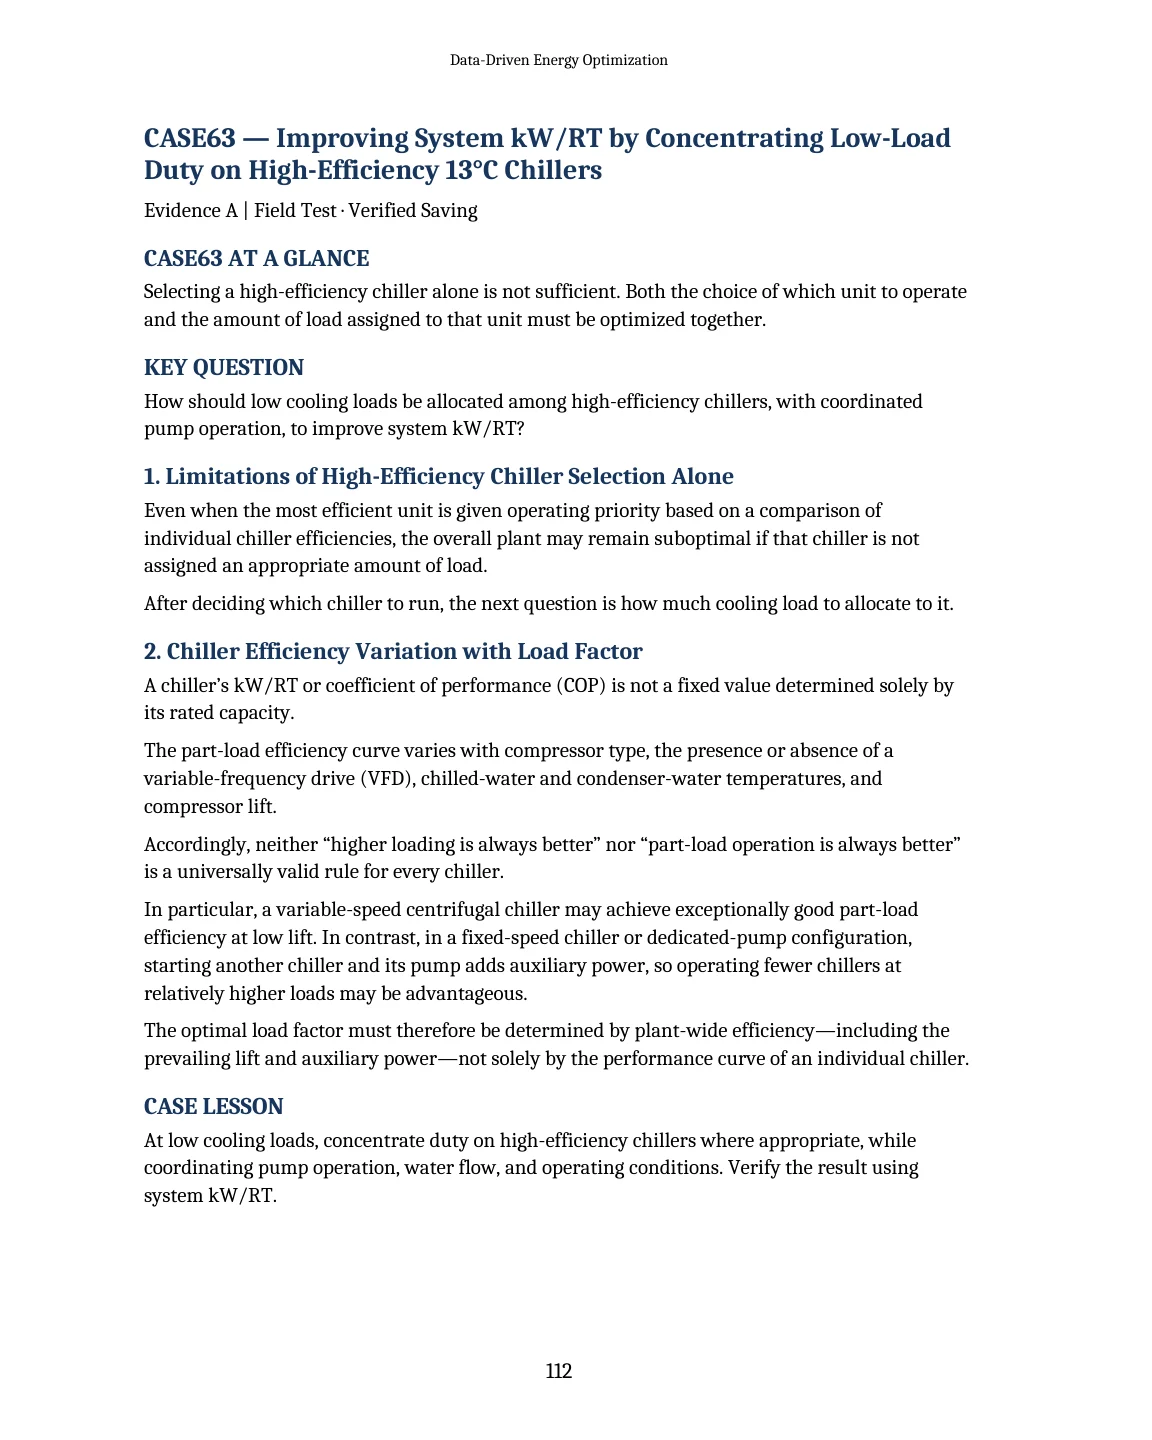 Data-Driven Energy Optimization
CASE63 — Improving System kW/RT by Concentrating Low-Load
Duty on High-Efficiency 13°C Chillers
Evidence A | Field Test · Verified Saving
CASE63 AT A GLANCE
Selecting a high-efficiency chiller alone is not sufficient. Both the choice of which unit to operate
and the amount of load assigned to that unit must be optimized together.
KEY QUESTION
How should low cooling loads be allocated among high-efficiency chillers, with coordinated
pump operation, to improve system kW/RT?
1. Limitations of High-Efficiency Chiller Selection Alone
Even when the most efficient unit is given operating priority based on a comparison of
individual chiller efficiencies, the overall plant may remain suboptimal if that chiller is not
assigned an appropriate amount of load.
After deciding which chiller to run, the next question is how much cooling load to allocate to it.
2. Chiller Efficiency Variation with Load Factor
A chiller’s kW/RT or coefficient of performance (COP) is not a fixed value determined solely by
its rated capacity.
The part-load efficiency curve varies with compressor type, the presence or absence of a
variable-frequency drive (VFD), chilled-water and condenser-water temperatures, and
compressor lift.
Accordingly, neither “higher loading is always better” nor “part-load operation is always better”
is a universally valid rule for every chiller.
In particular, a variable-speed centrifugal chiller may achieve exceptionally good part-load
efficiency at low lift. In contrast, in a fixed-speed chiller or dedicated-pump configuration,
starting another chiller and its pump adds auxiliary power, so operating fewer chillers at
relatively higher loads may be advantageous.
The optimal load factor must therefore be determined by plant-wide efficiency—including the
prevailing lift and auxiliary power—not solely by the performance curve of an individual chiller.
CASE LESSON
At low cooling loads, concentrate duty on high-efficiency chillers where appropriate, while
coordinating pump operation, water flow, and operating conditions. Verify the result using
system kW/RT.
112